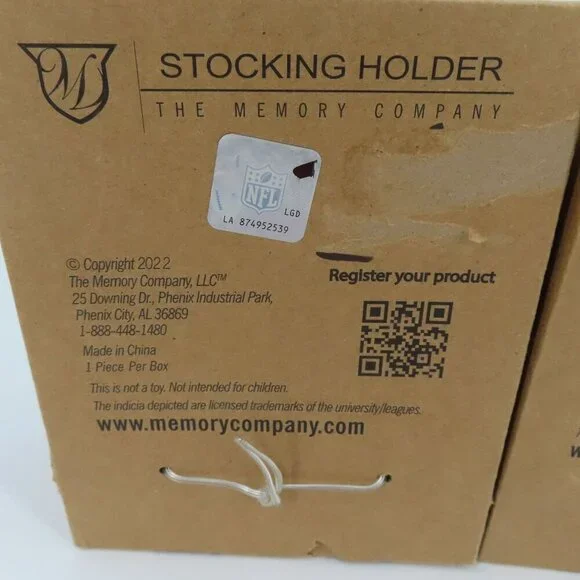 ML
STOCKING HOLDER
THE MEMORY COMPANY
NFL
LGD
LA 874952539
© Copyright 2022
The Memory Company, LLC™
25 Downing Dr., Phenix Industrial Park,
Phenix City, AL 36869
1-888-448-1480
Made in China
1 Piece Per Box
Register your product
This is not a toy. Not intended for children.
The indicia depicted are licensed trademarks of the university/leagues.
www.memorycompany.com